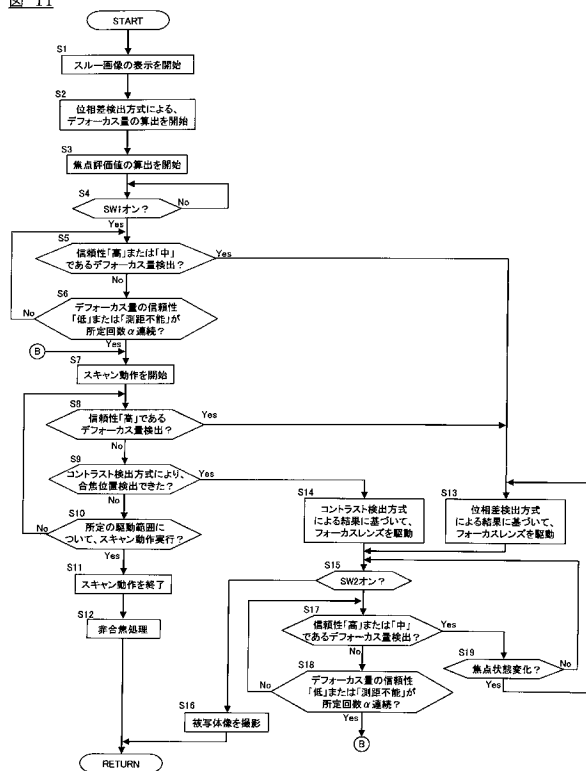 図 11
START
S1
スルー画像の表示を開始
S2
位相差検出方式による、
デフォーカス量の算出を開始
S3
焦点評価値の算出を開始
S4
SW1オン？
No
Yes
S5
信頼性「高」または「中」
であるデフォーカス量検出？
Yes
No
S6
デフォーカス量の信頼性
「低」または「測距不能」が
所定回数α連続？
No
Yes
B
S7
スキャン動作を開始
S8
信頼性「高」である
デフォーカス量検出？
Yes
No
S9
コントラスト検出方式により、
合焦位置検出できた？
Yes
No
S10
所定の駆動範囲に
ついて、スキャン動作実行？
No
Yes
S11
スキャン動作を終了
S12
非合焦処理
S14
コントラスト検出方式
による結果に基づいて、
フォーカスレンズを駆動
S13
位相差検出方式
による結果に基づいて、
フォーカスレンズを駆動
S15
SW2オン？
S17
信頼性「高」または「中」
であるデフォーカス量検出？
Yes
No
S19
焦点状態変化？
No
Yes
S18
デフォーカス量の信頼性
「低」または「測距不能」が
所定回数α連続？
No
Yes
B
S16
被写体像を撮影
RETURN